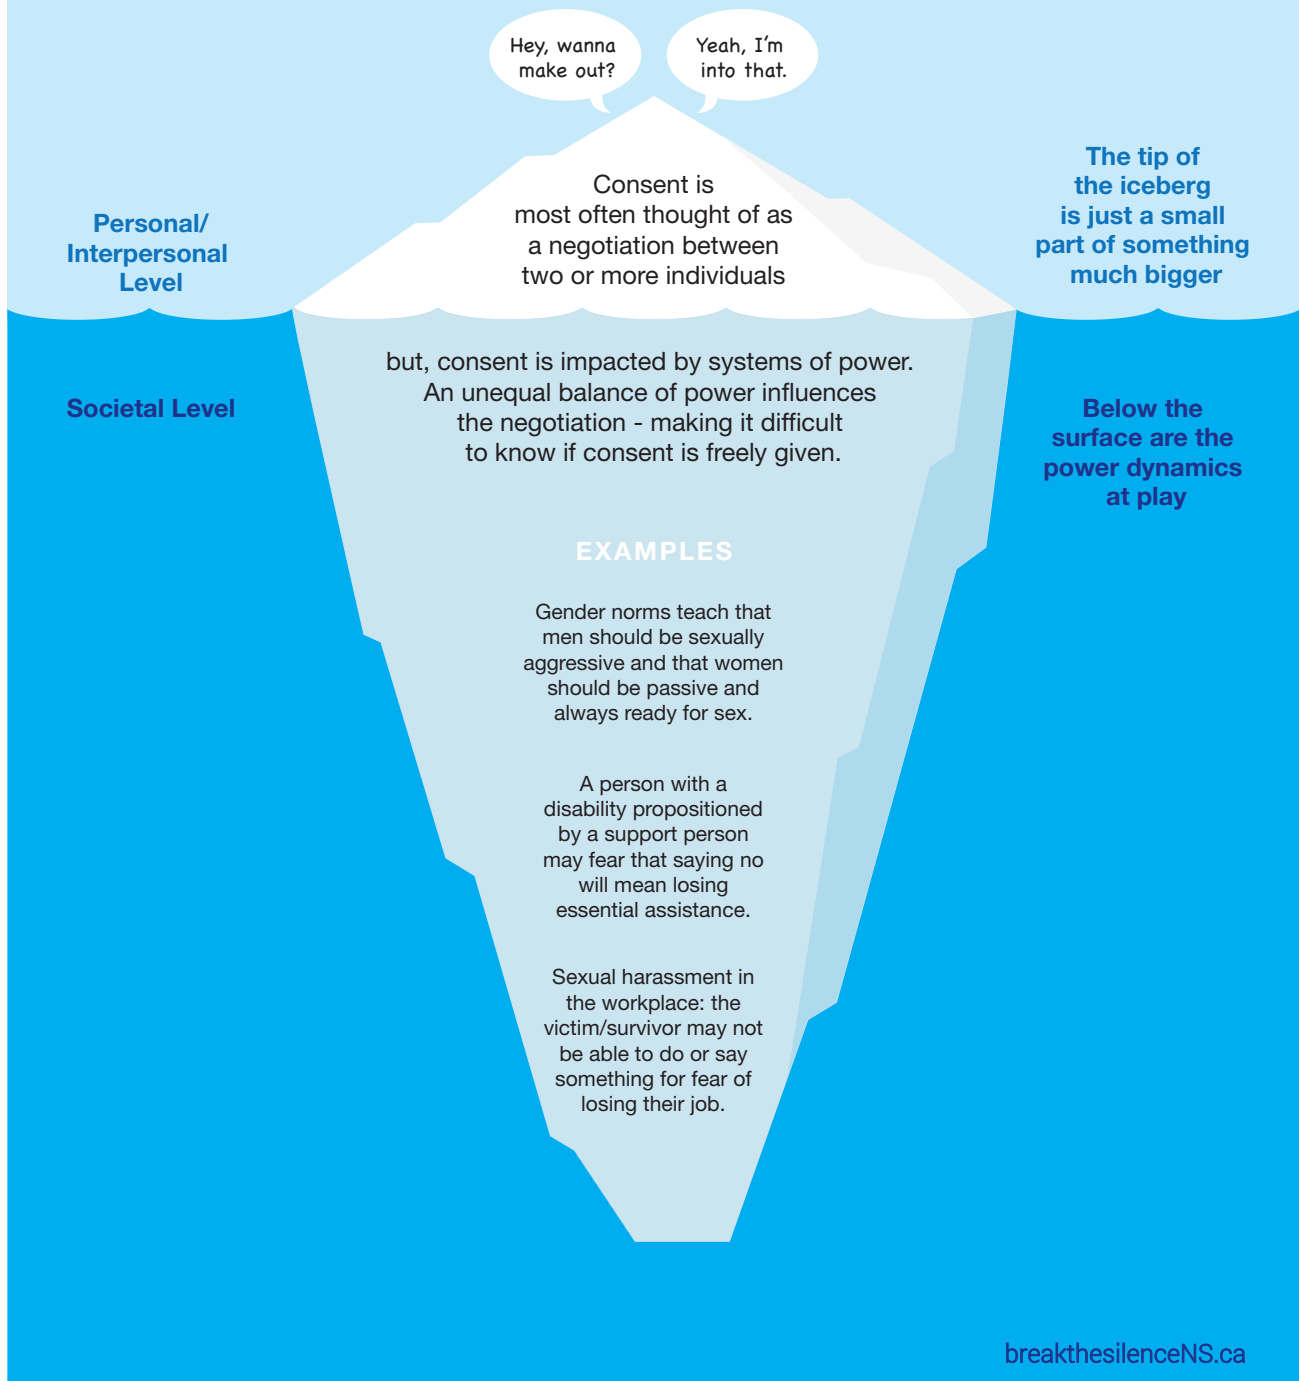 Hey, wanna
make out?
Yeah, I'm
into that.
Consent is
most often thought of as
a negotiation between
two or more individuals
Personal/
Interpersonal
Level
The tip of
the iceberg
is just a small
part of something
much bigger
but, consent is impacted by systems of power.
An unequal balance of power influences
the negotiation - making it difficult
to know if consent is freely given.
Societal Level
Below the
surface are the
power dynamics
at play
EXAMPLES
Gender norms teach that
men should be sexually
aggressive and that women
should be passive and
always ready for sex.
A person with a
disability propositioned
by a support person
may fear that saying no
will mean losing
essential assistance.
Sexual harassment in
the workplace: the
victim/survivor may not
be able to do or say
something for fear of
losing their job.
breakthesilenceNS.ca